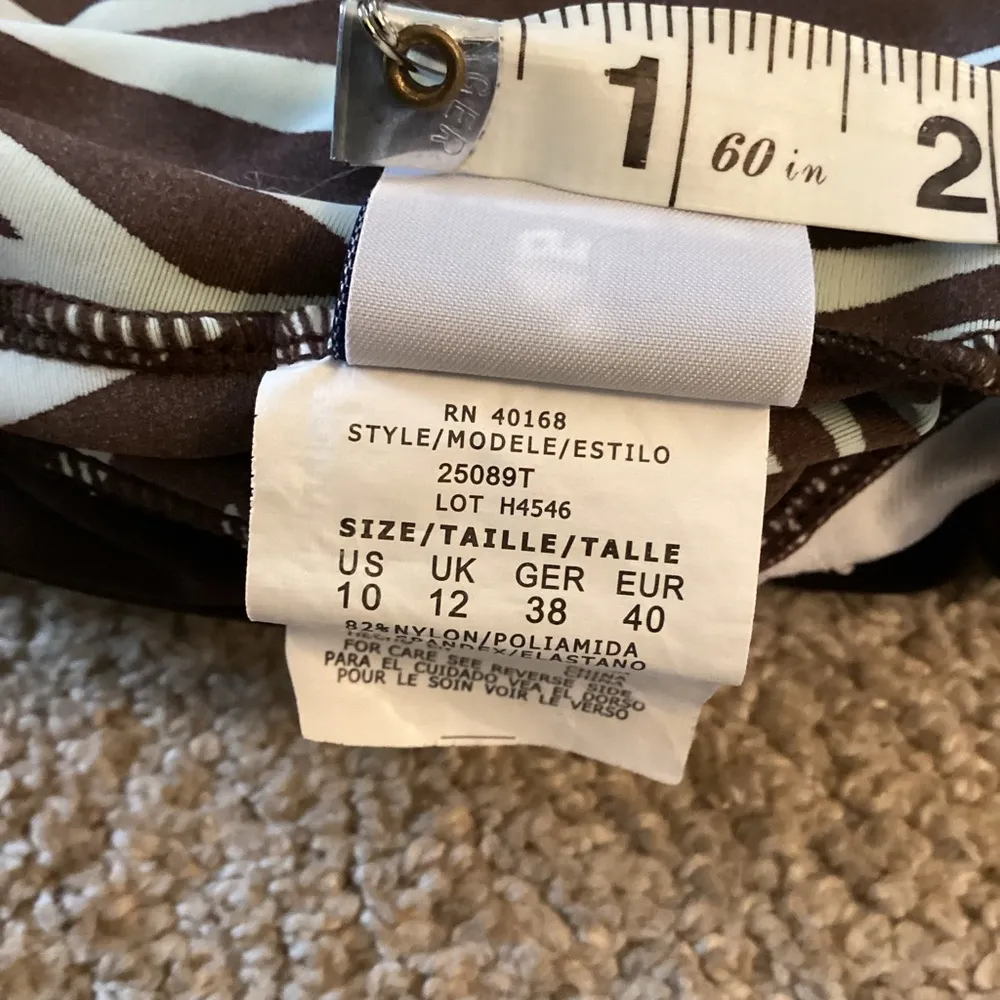 1 60 in 2
RN 40168
STYLE/MODELE/ESTILO
25089T
LOT H4546
SIZE/TAILLE/TALLE
US UK GER EUR
10 12 38 40
82%NYLON/POLIAMIDA
SPANDEX/ELASTANO
CHINA
FOR CARE SEE REVERSE SIDE
PARA EL CUIDADO VEA EL DORSO
POUR LE SOIN VOIR LE VERSO